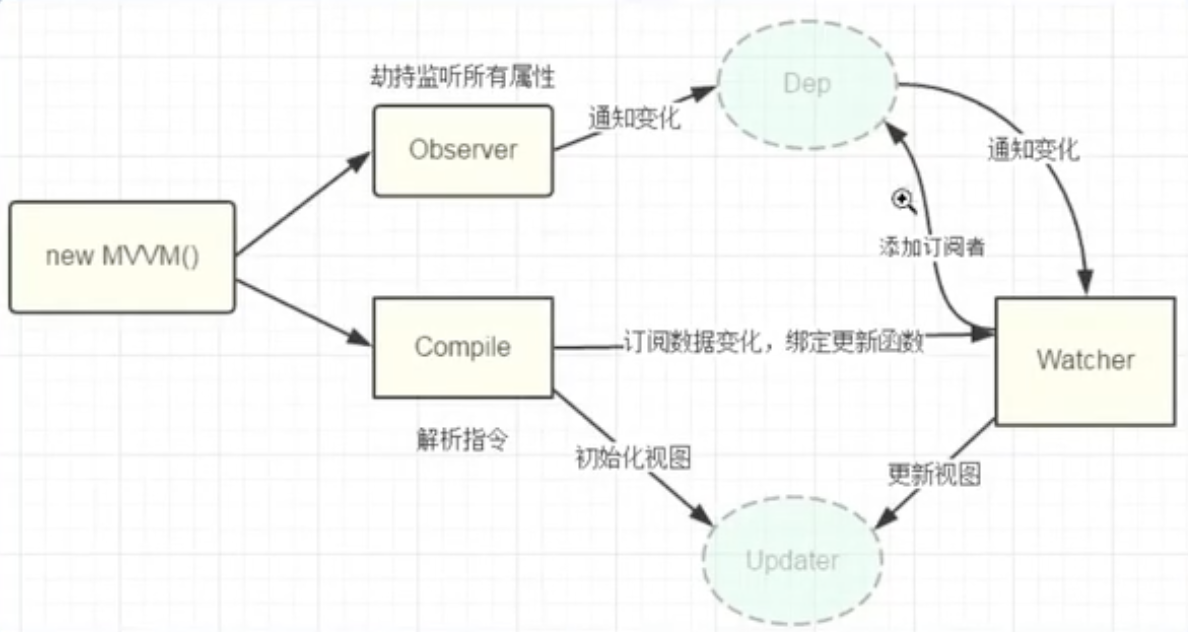 Dep
劫持监听所有属性
通知变化
Observer
通知变化
new MVVM()
添加订阅者
Compile
订阅数据变化，绑定更新函数
Watcher
解析指令
初始化视图
更新视图
Updater